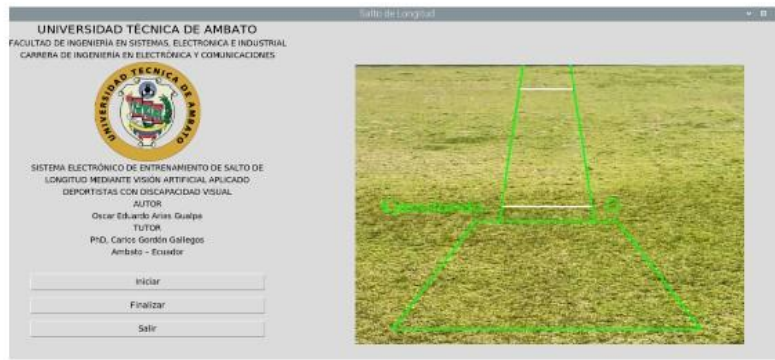 Salto de Longitud
UNIVERSIDAD TÉCNICA DE AMBATO
FACULTAD DE INGENIERÍA EN SISTEMAS, ELECTRONICA E INDUSTRIAL
CARRERA DE INGENIERÍA EN ELECTRÓNICA Y COMUNICACIONES
UNIVERSIDAD TECNICA DE AMBATO
SISTEMA ELECTRÓNICO DE ENTRENAMIENTO DE SALTO DE
LONGITUD MEDIANTE VISIÓN ARTIFICIAL APLICADO
DEPORTISTAS CON DISCAPACIDAD VISUAL
AUTOR
Oscar Eduardo Arias Gualpa
TUTOR
PhD, Carlos Gordón Gallegos
Ambato – Ecuador
Iniciar
Finalizar
Salir